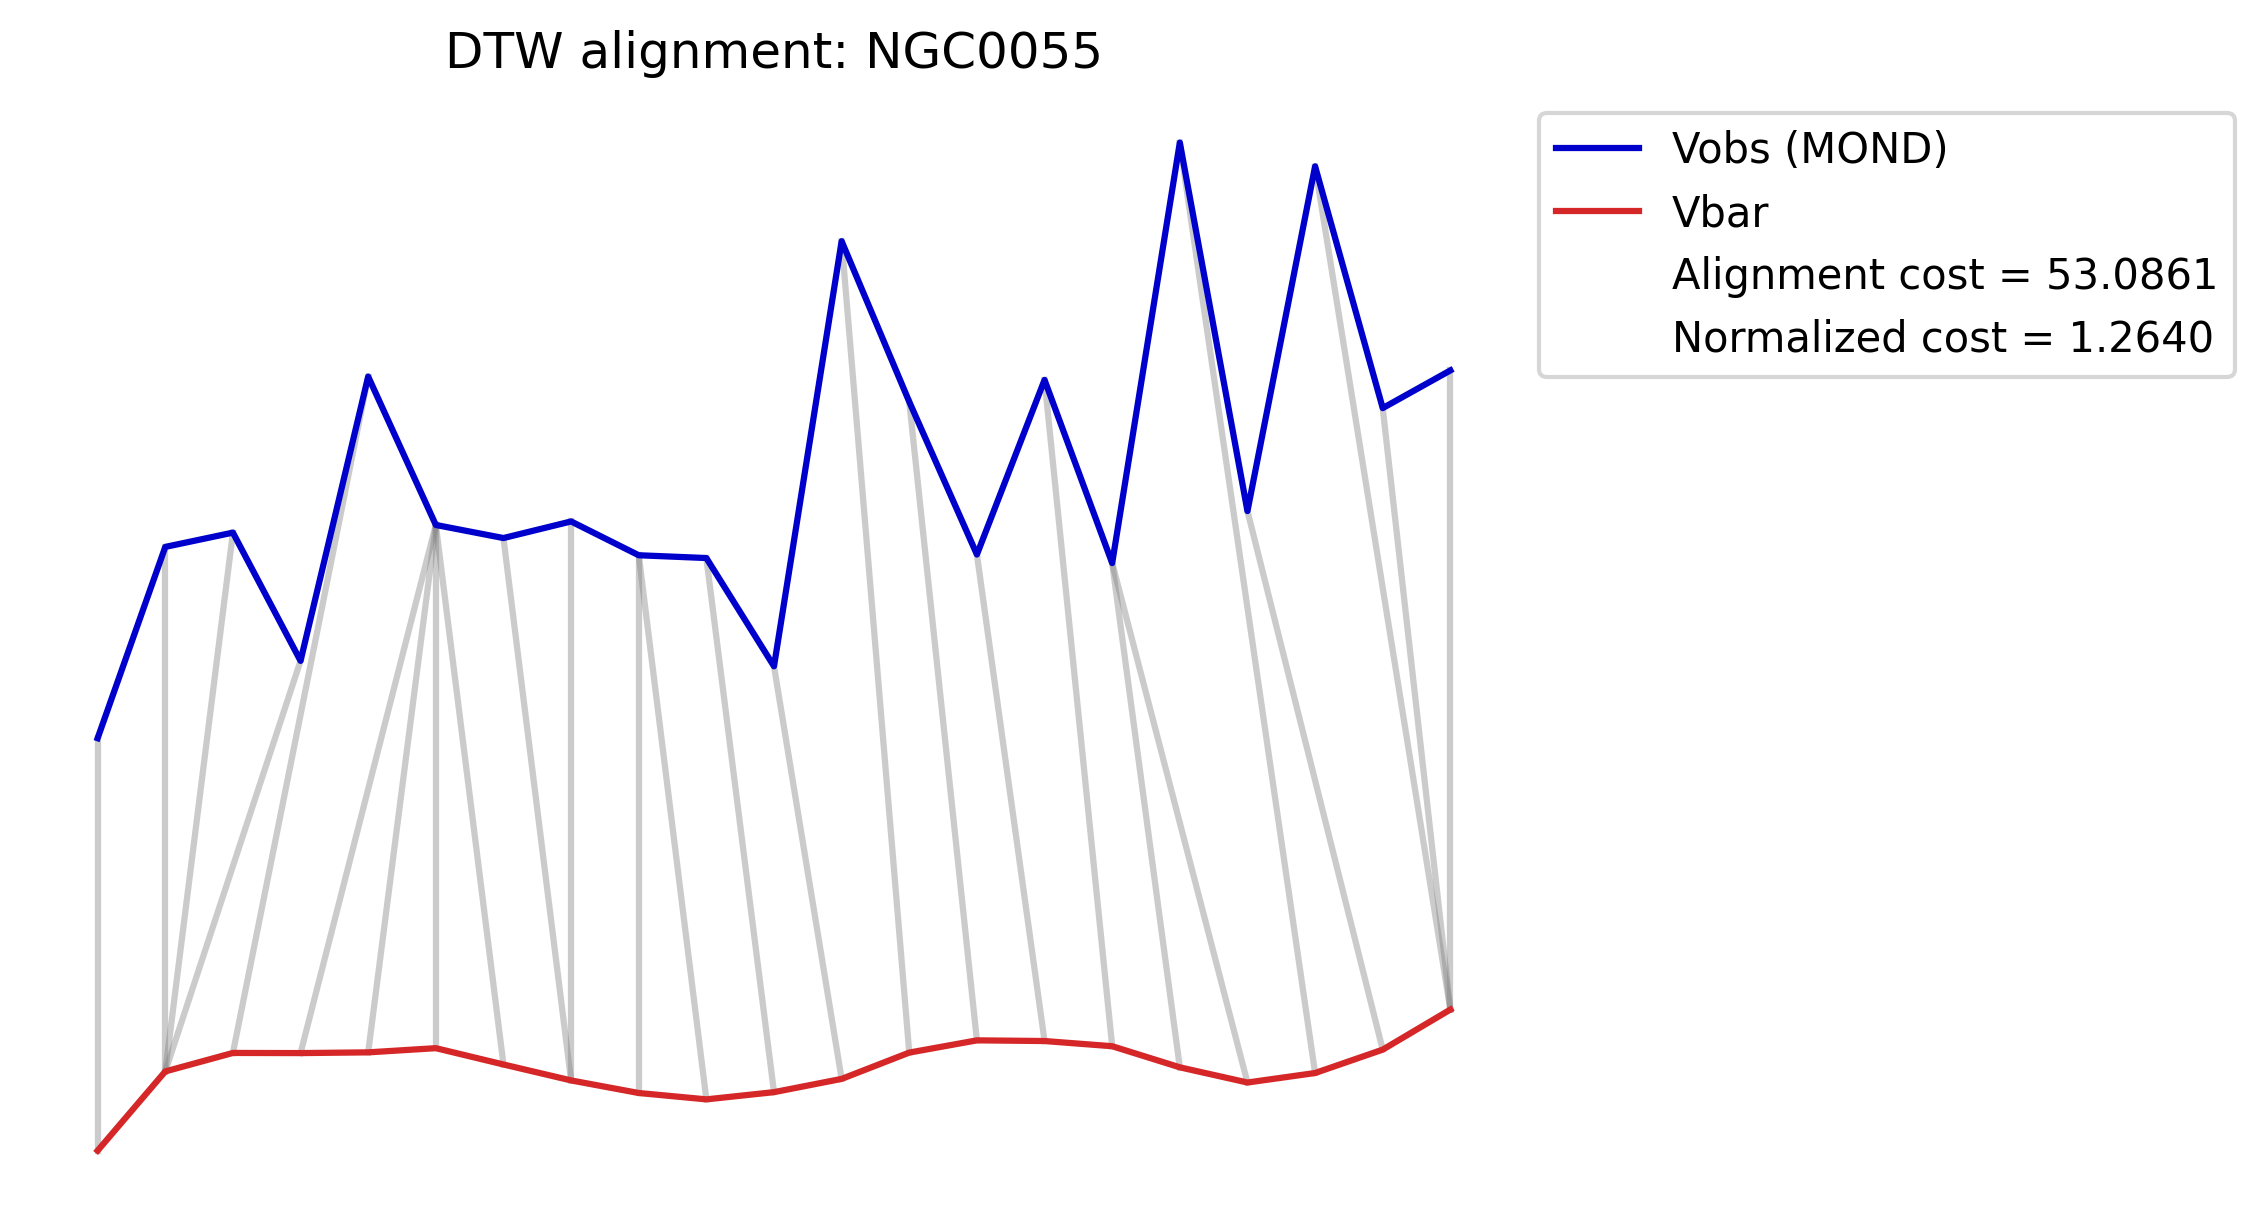 DTW alignment: NGC0055
Vobs (MOND)
Vbar
Alignment cost = 53.0861
Normalized cost = 1.2640